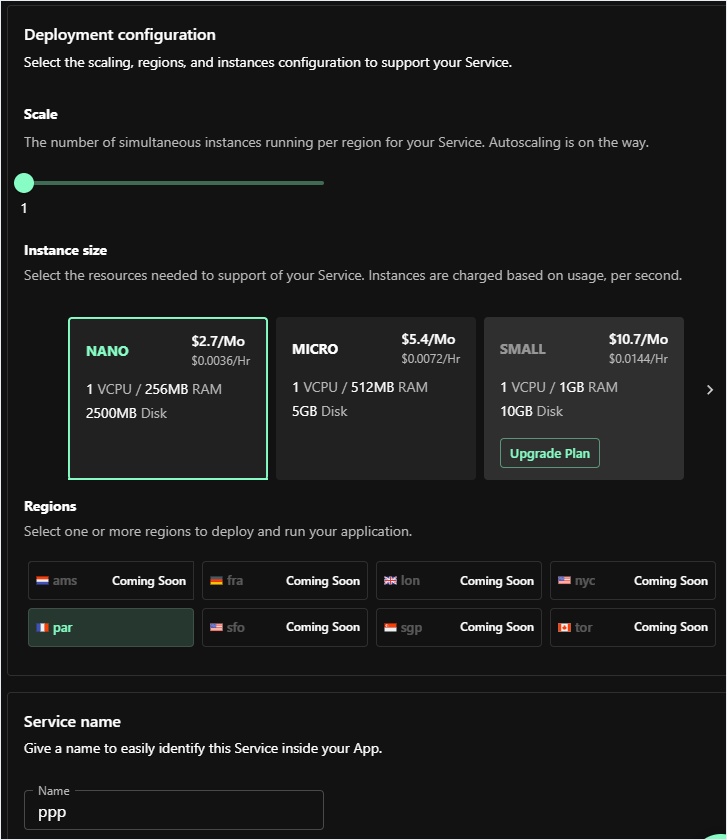 Deployment configuration
Select the scaling, regions, and instances configuration to support your Service.
Scale
The number of simultaneous instances running per region for your Service. Autoscaling is on the way.
1
Instance size
Select the resources needed to support of your Service. Instances are charged based on usage, per second.
NANO
$2.7/Mo
$0.0036/Hr
1 VCPU / 256MB RAM
2500MB Disk
MICRO
$5.4/Mo
$0.0072/Hr
1 VCPU / 512MB RAM
5GB Disk
SMALL
$10.7/Mo
$0.0144/Hr
1 VCPU / 1GB RAM
10GB Disk
Upgrade Plan
Regions
Select one or more regions to deploy and run your application.
ams Coming Soon
fra Coming Soon
lon Coming Soon
nyc Coming Soon
par
sfo Coming Soon
sgp Coming Soon
tor Coming Soon
Service name
Give a name to easily identify this Service inside your App.
Name
ppp